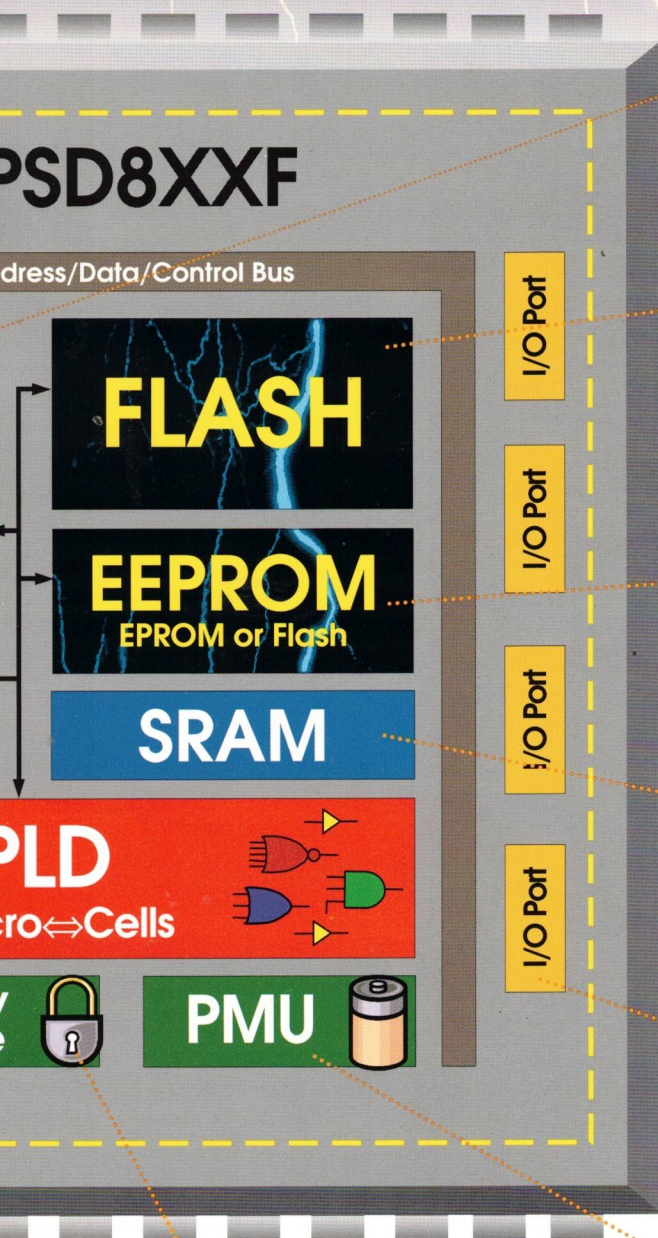 PSD8XXF
dress/Data/Control Bus
I/O Port
FLASH
I/O Port
EEPROM
EPROM or Flash
I/O Port
SRAM
PLD
cro⇔Cells
I/O Port
PMU